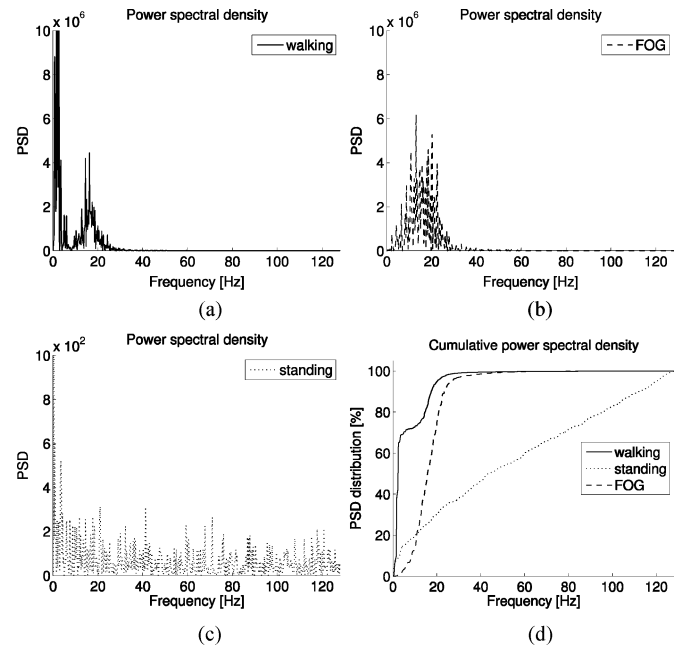 Power spectral density
10 x 10^6
walking
8
6
4
2
0
PSD
0 20 40 60 80 100 120
Frequency [Hz]
(a)
Power spectral density
10 x 10^6
FOG
8
6
4
2
0
PSD
0 20 40 60 80 100 120
Frequency [Hz]
(b)
Power spectral density
10 x 10^2
standing
8
6
4
2
0
PSD
0 20 40 60 80 100 120
Frequency [Hz]
(c)
Cumulative power spectral density
100
80
60
40
20
0
PSD distribution [%]
walking
standing
FOG
0 20 40 60 80 100 120
Frequency [Hz]
(d)